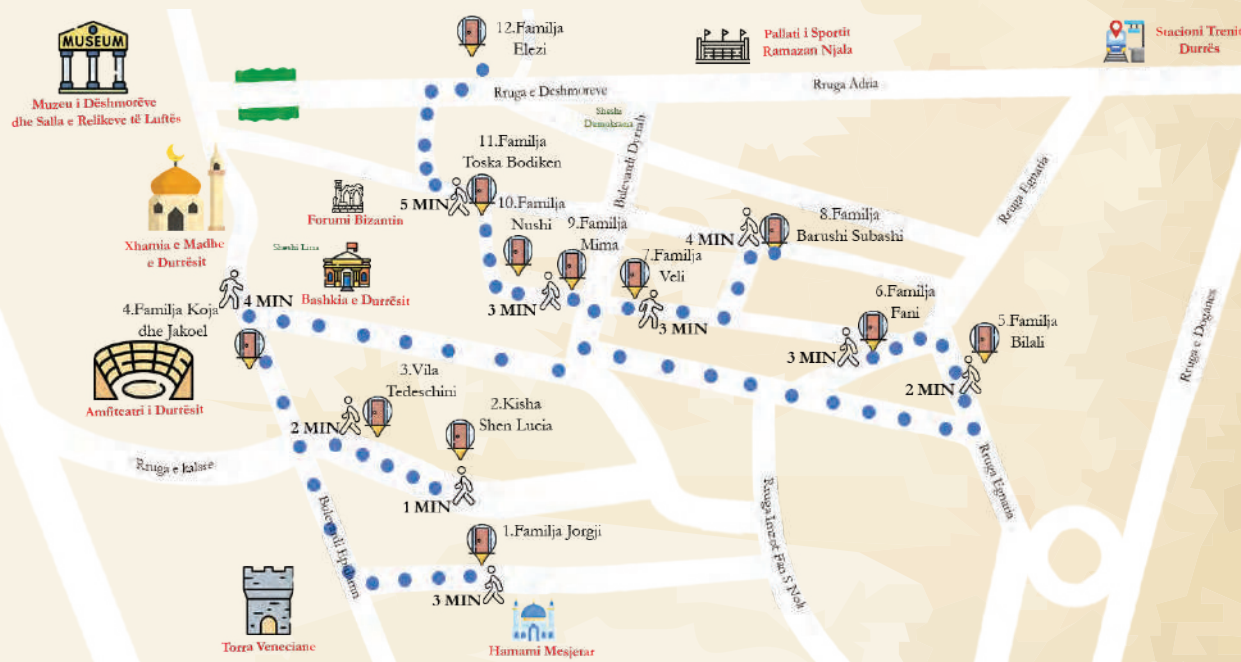 MUSEUM
Muzeu i Dëshmorëve
dhe Salla e Relikeve të Luftës
12.Familja
Elezi
Pallati i Sportit
Ramazan Njala
Stacioni Trenit
Durrës
Rruga e Deshmoreve
Rruga Adria
Sheshi
Demokracia
Bulevardi Dyrrah
11.Familja
Toska Bodiken
5 MIN
Xhamia e Madhe
e Durrësit
Forumi Bizantin
10.Familja
Nushi
9.Familja
Mima
4 MIN
8.Familja
Barushi Subashi
Rruga Egnatia
Sheshi Liria
Bashkia e Durrësit
7.Familja
Veli
3 MIN
3 MIN
4 MIN
4.Familja Koja
dhe Jakoel
6.Familja
Fani
3 MIN
5.Familja
Bilali
2 MIN
Rruga e Doganes
Amfiteatri i Durrësit
3.Vila
Tedeschini
2 MIN
2.Kisha
Shen Lucia
1 MIN
Rruga e kalase
Bulevardi
Rruga Egnatia
Rruga Imzot Fan S Noli
1.Familja Jorgji
3 MIN
Torra Veneciane
Hamami Mesjetar